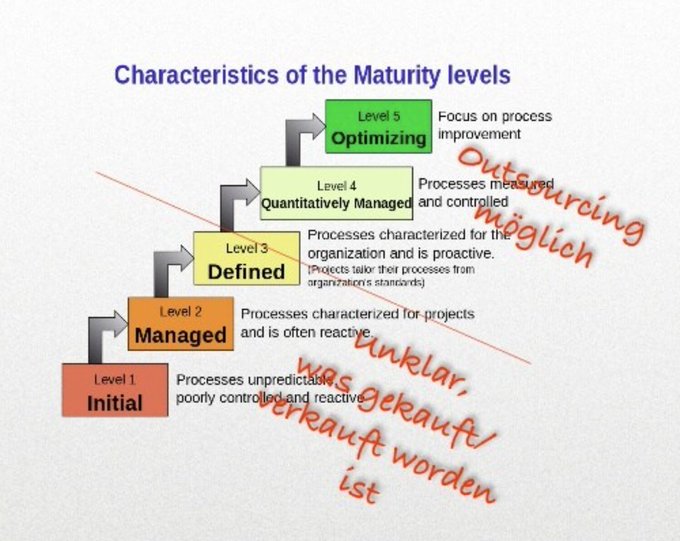 Characteristics of the Maturity levels
Level 5
Optimizing
Focus on process
improvement
Level 4
Quantitatively Managed
Processes measured
and controlled
Outsourcing
möglich
Level 3
Defined
Processes characterized for the
organization and is proactive.
(Projects tailor their processes from
organization's standards)
Level 2
Managed
Processes characterized for projects
and is often reactive.
Level 1
Initial
Processes unpredictable,
poorly controlled and reactive
Unklar,
was gekauft/
verkauft worden
ist